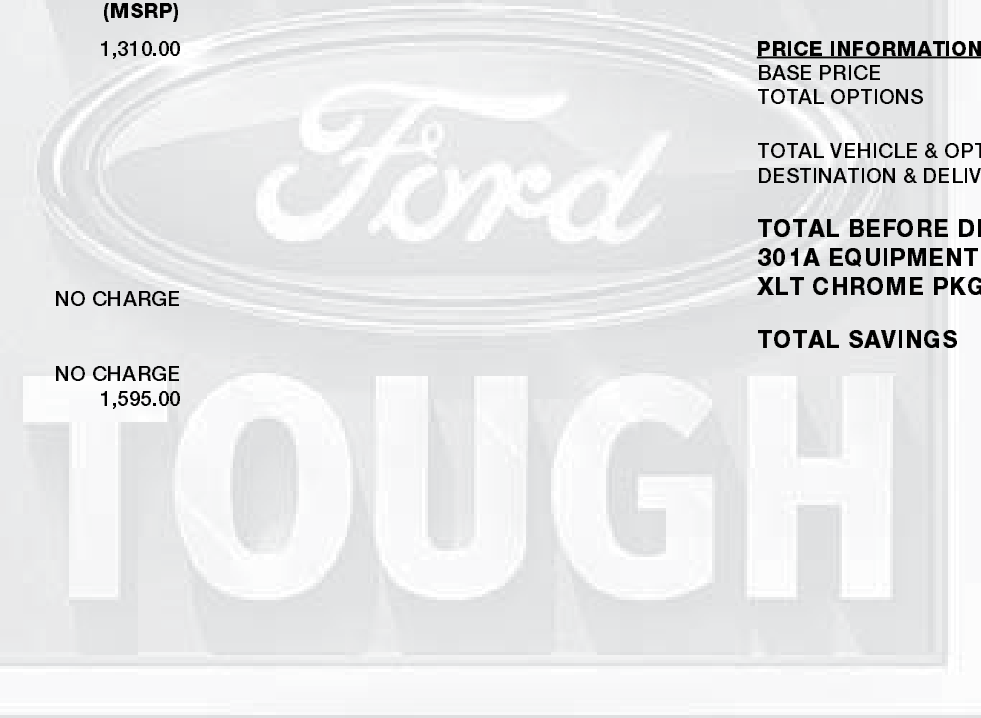 (MSRP)
1,310.00
NO CHARGE
NO CHARGE
1,595.00
PRICE INFORMATION
BASE PRICE
TOTAL OPTIONS
TOTAL VEHICLE & OPT
DESTINATION & DELIV
TOTAL BEFORE DI
301A EQUIPMENT
XLT CHROME PKG
TOTAL SAVINGS
Ford
TOUGH